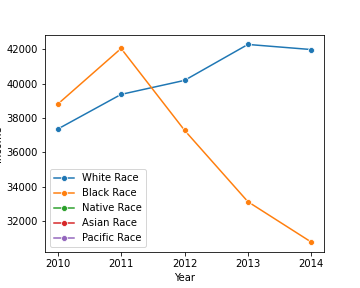 42000
40000
38000
36000
34000
32000
White Race
Black Race
Native Race
Asian Race
Pacific Race
2010 2011 2012 2013 2014
Year